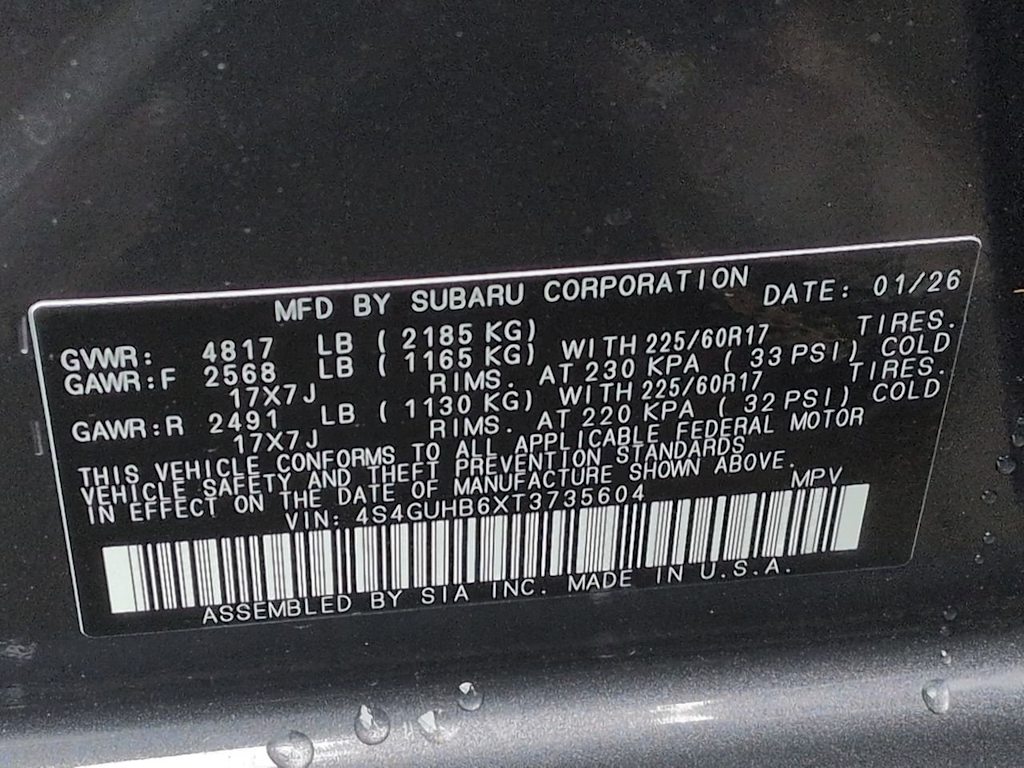 MFD BY SUBARU CORPORATION DATE: 01/26
GVWR: 4817 LB ( 2185 KG)
GAWR:F 2568 LB ( 1165 KG) WITH 225/60R17 TIRES.
17X7J RIMS. AT 230 KPA ( 33 PSI) COLD
GAWR:R 2491 LB ( 1130 KG) WITH 225/60R17 TIRES.
17X7J RIMS. AT 220 KPA ( 32 PSI) COLD
THIS VEHICLE CONFORMS TO ALL APPLICABLE FEDERAL MOTOR
VEHICLE SAFETY AND THEFT PREVENTION STANDARDS
IN EFFECT ON THE DATE OF MANUFACTURE SHOWN ABOVE.
VIN: 4S4GUHB6XT3735604 MPV
ASSEMBLED BY SIA INC. MADE IN U.S.A.